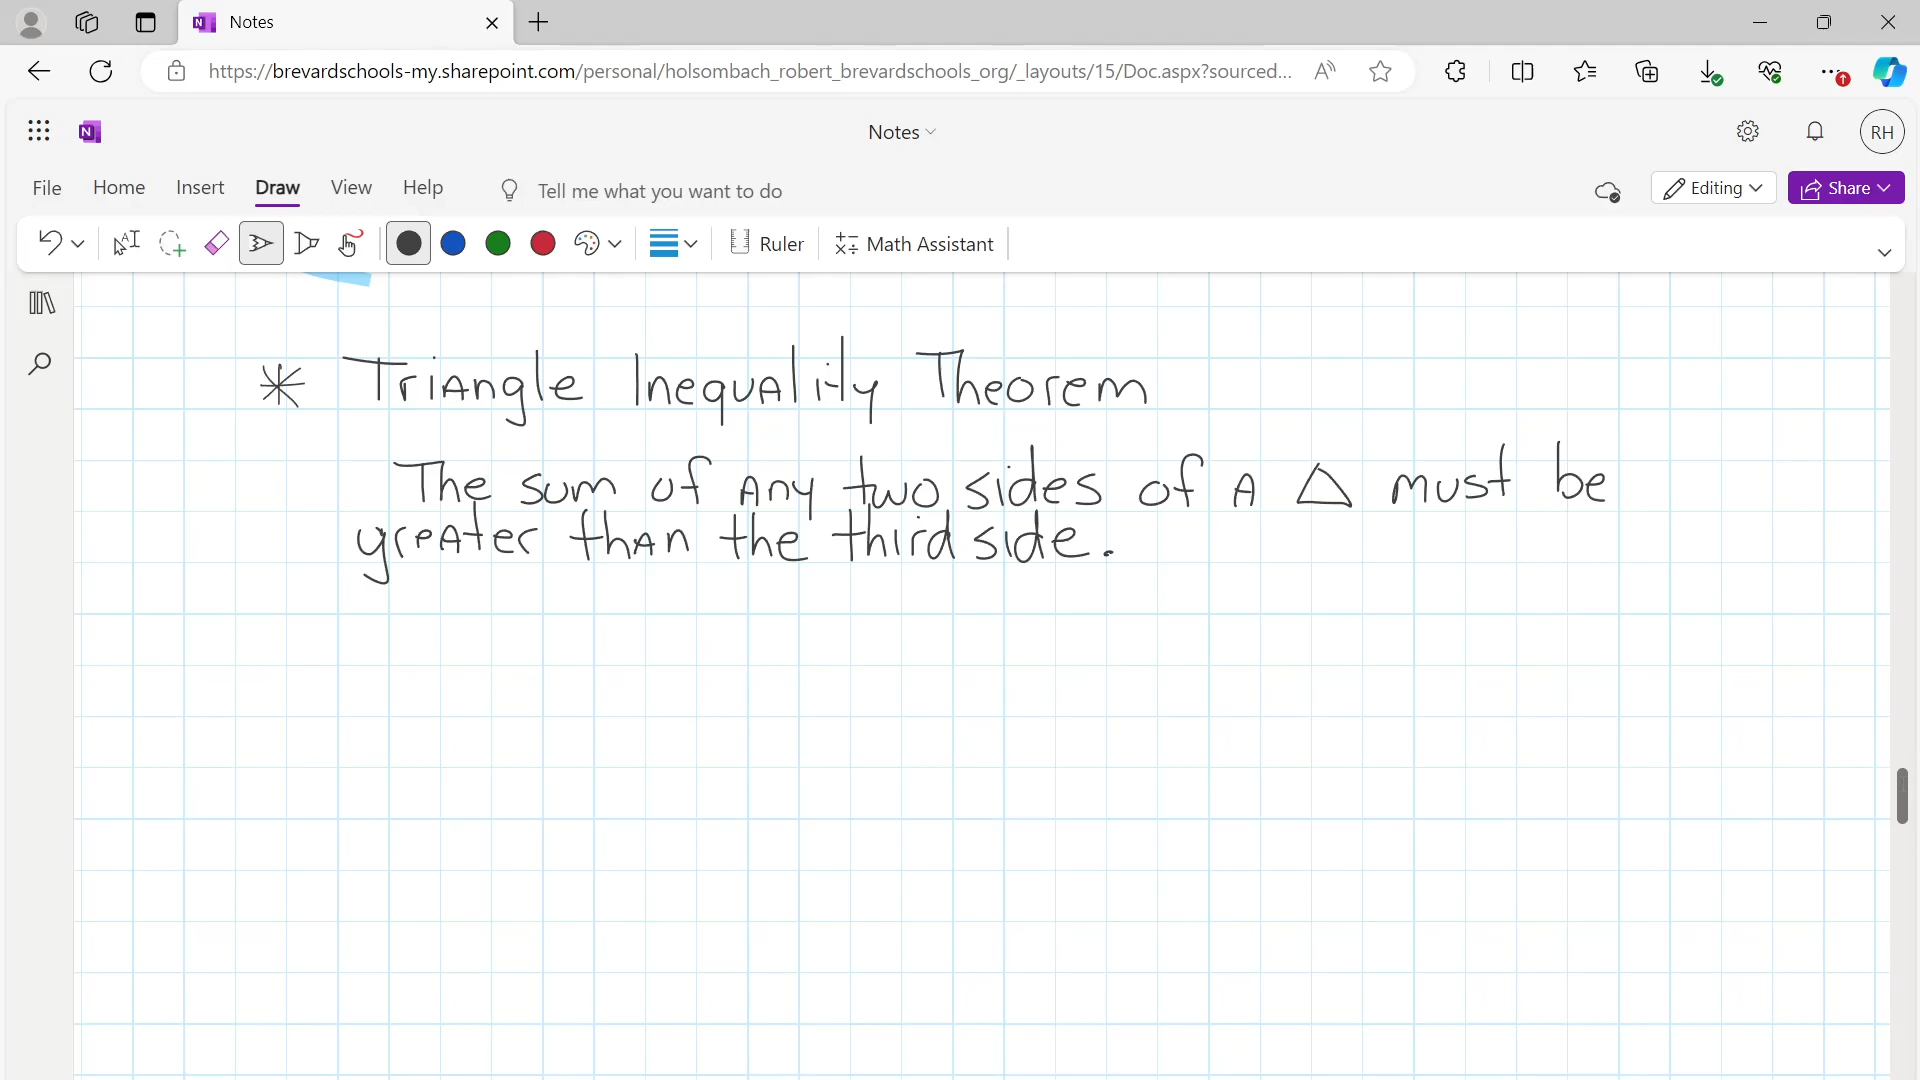 Notes
https://brevardschools-my.sharepoint.com/personal/holsombach_robert_brevardschools_org/_layouts/15/Doc.aspx?sourced...
Notes
RH
File Home Insert Draw View Help Tell me what you want to do
Editing Share
Ruler Math Assistant
* Triangle Inequality Theorem
The sum of any two sides of a △ must be
greater than the third side.